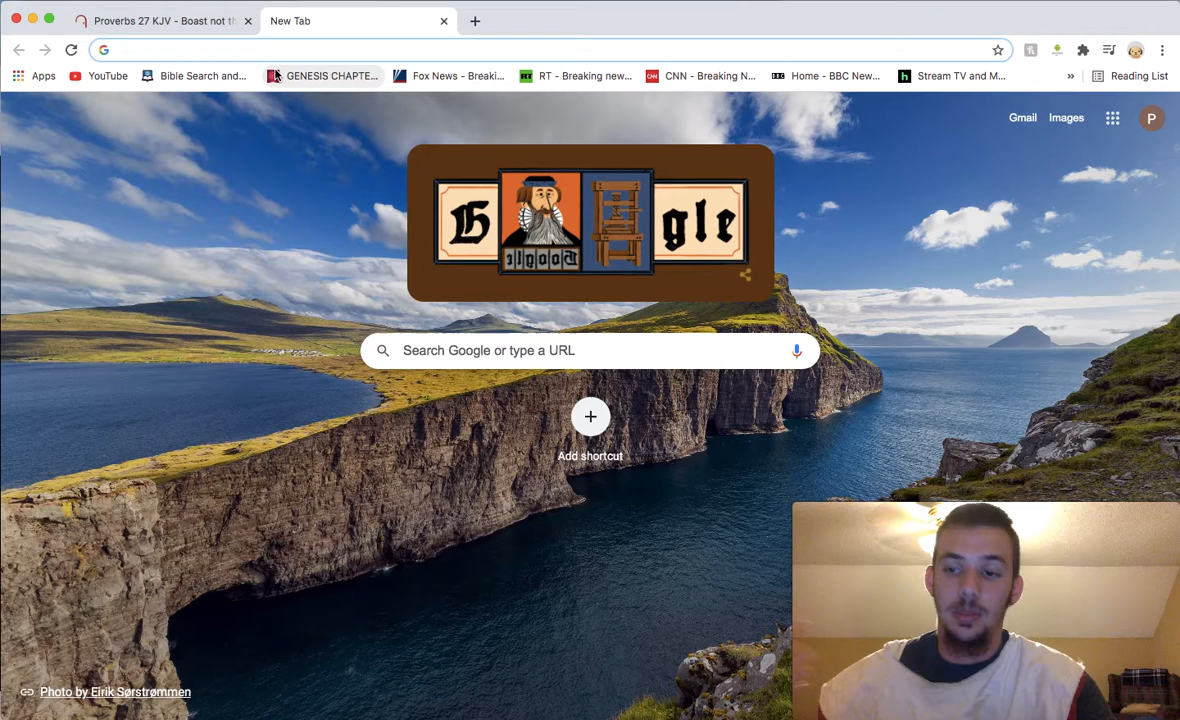 Proverbs 27 KJV - Boast not th
New Tab
Apps
YouTube
Bible Search and...
GENESIS CHAPTE...
Fox News - Breaki...
RT - Breaking new...
CNN - Breaking N...
Home - BBC New...
Stream TV and M...
»
Reading List
Gmail
Images
P
G
gle
Search Google or type a URL
Add shortcut
Photo by Eirik Sørstrømmen